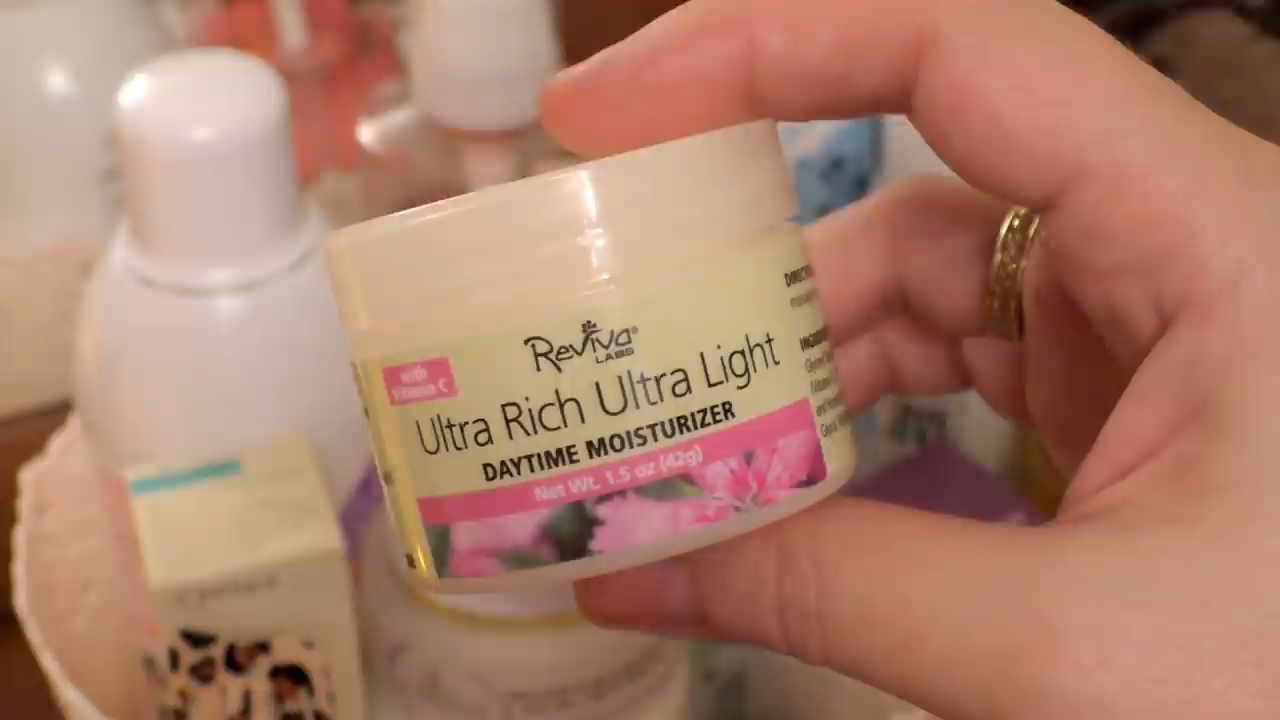 Reviva®
LABS
with
Vitamin C
Ultra Rich Ultra Light
DAYTIME MOISTURIZER
Net Wt. 1.5 oz (42g)